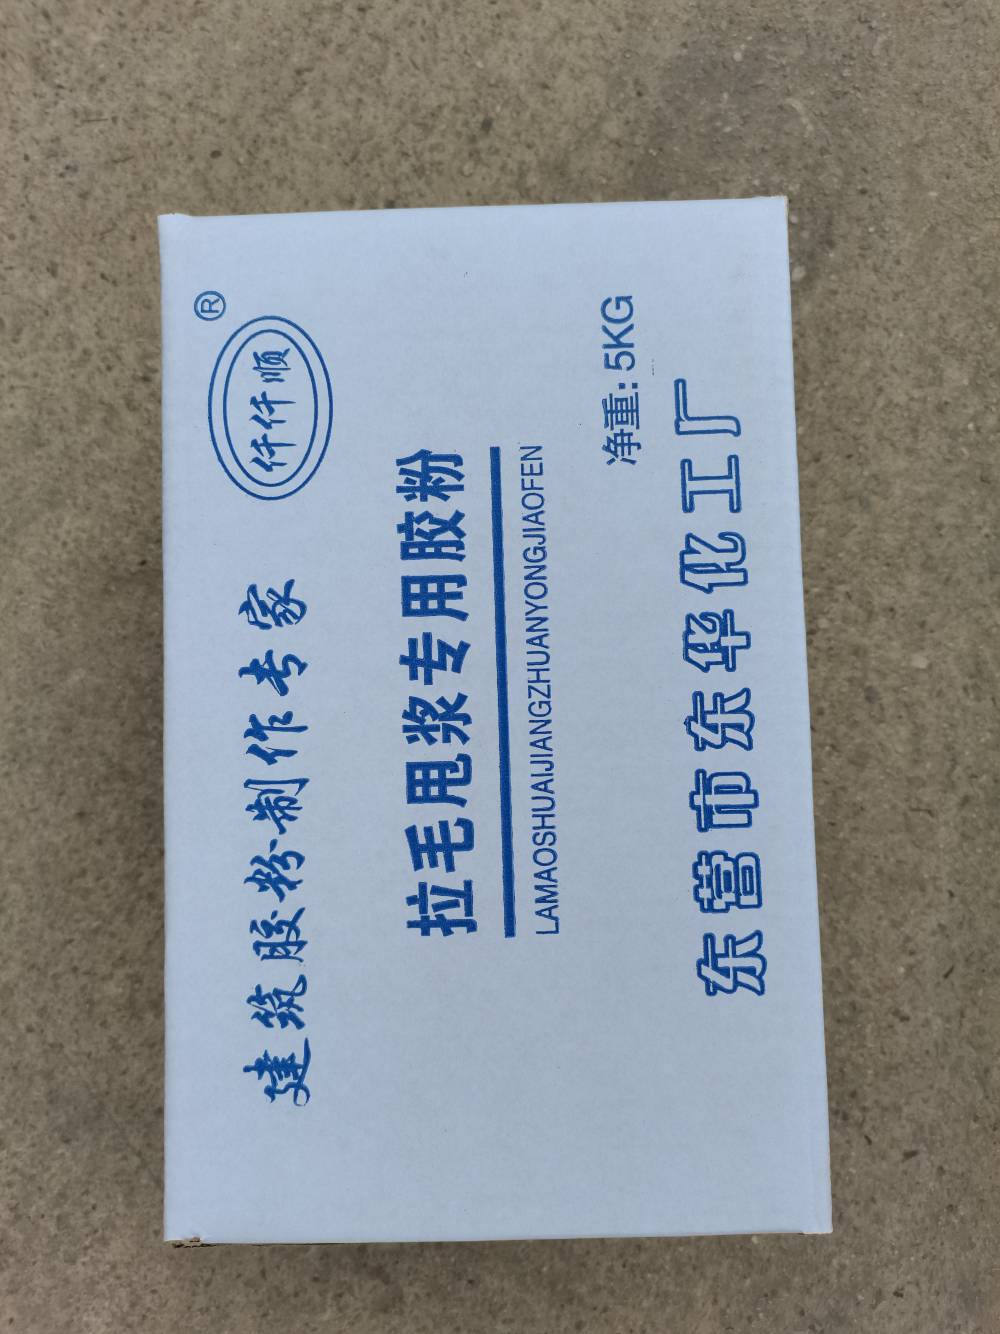 仟仟顺®
建筑胶粉制作专家
拉毛甩浆专用胶粉
LAMAOSHUAIJIANGZHUANYONGJIAOFEN
净重: 5KG
东营市东华化工厂